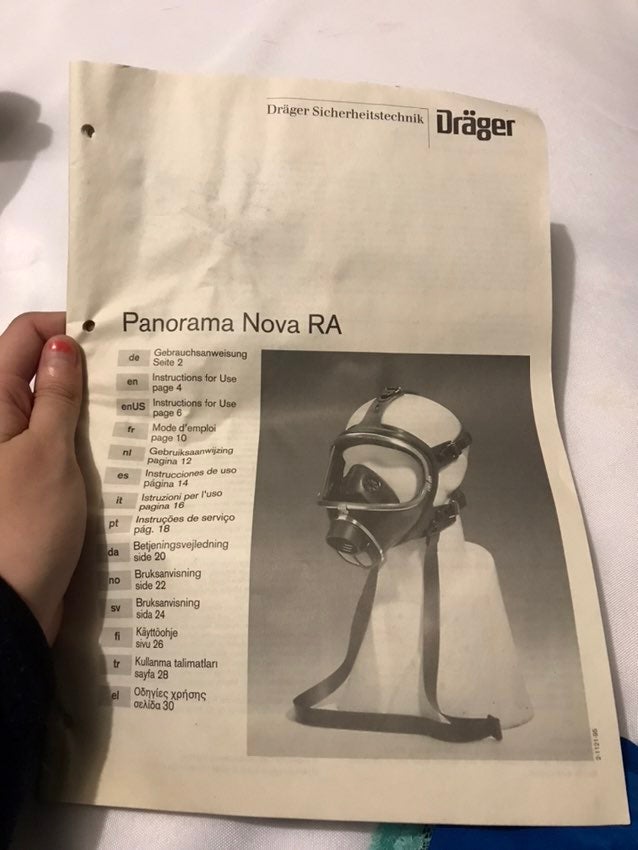 Dräger Sicherheitstechnik
Dräger
Panorama Nova RA
de Gebrauchsanweisung
Seite 2
en Instructions for Use
page 4
enUS Instructions for Use
page 6
fr Mode d'emploi
page 10
nl Gebruiksaanwijzing
pagina 12
es Instrucciones de uso
página 14
it Istruzioni per l'uso
pagina 16
pt Instruções de serviço
pág. 18
da Betjeningsvejledning
side 20
no Bruksanvisning
side 22
sv Bruksanvisning
sida 24
fi Käyttöohje
sivu 26
tr Kullanma talimatları
sayfa 28
el Οδηγίες χρήσης
σελίδα 30
2-1121-95